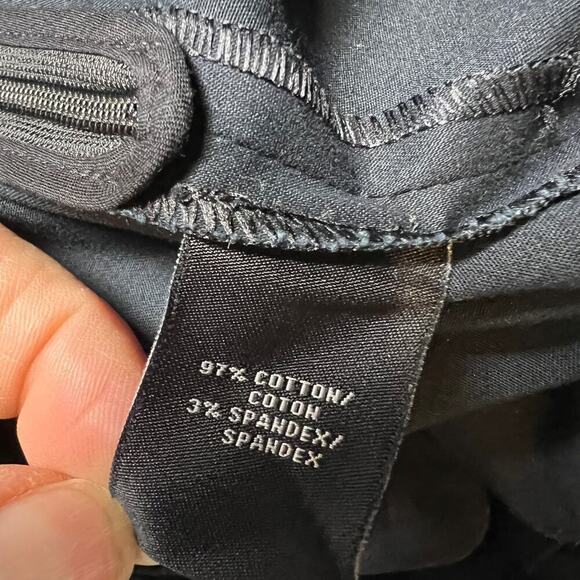 97% COTTON/
COTON
3% SPANDEX/
SPANDEX